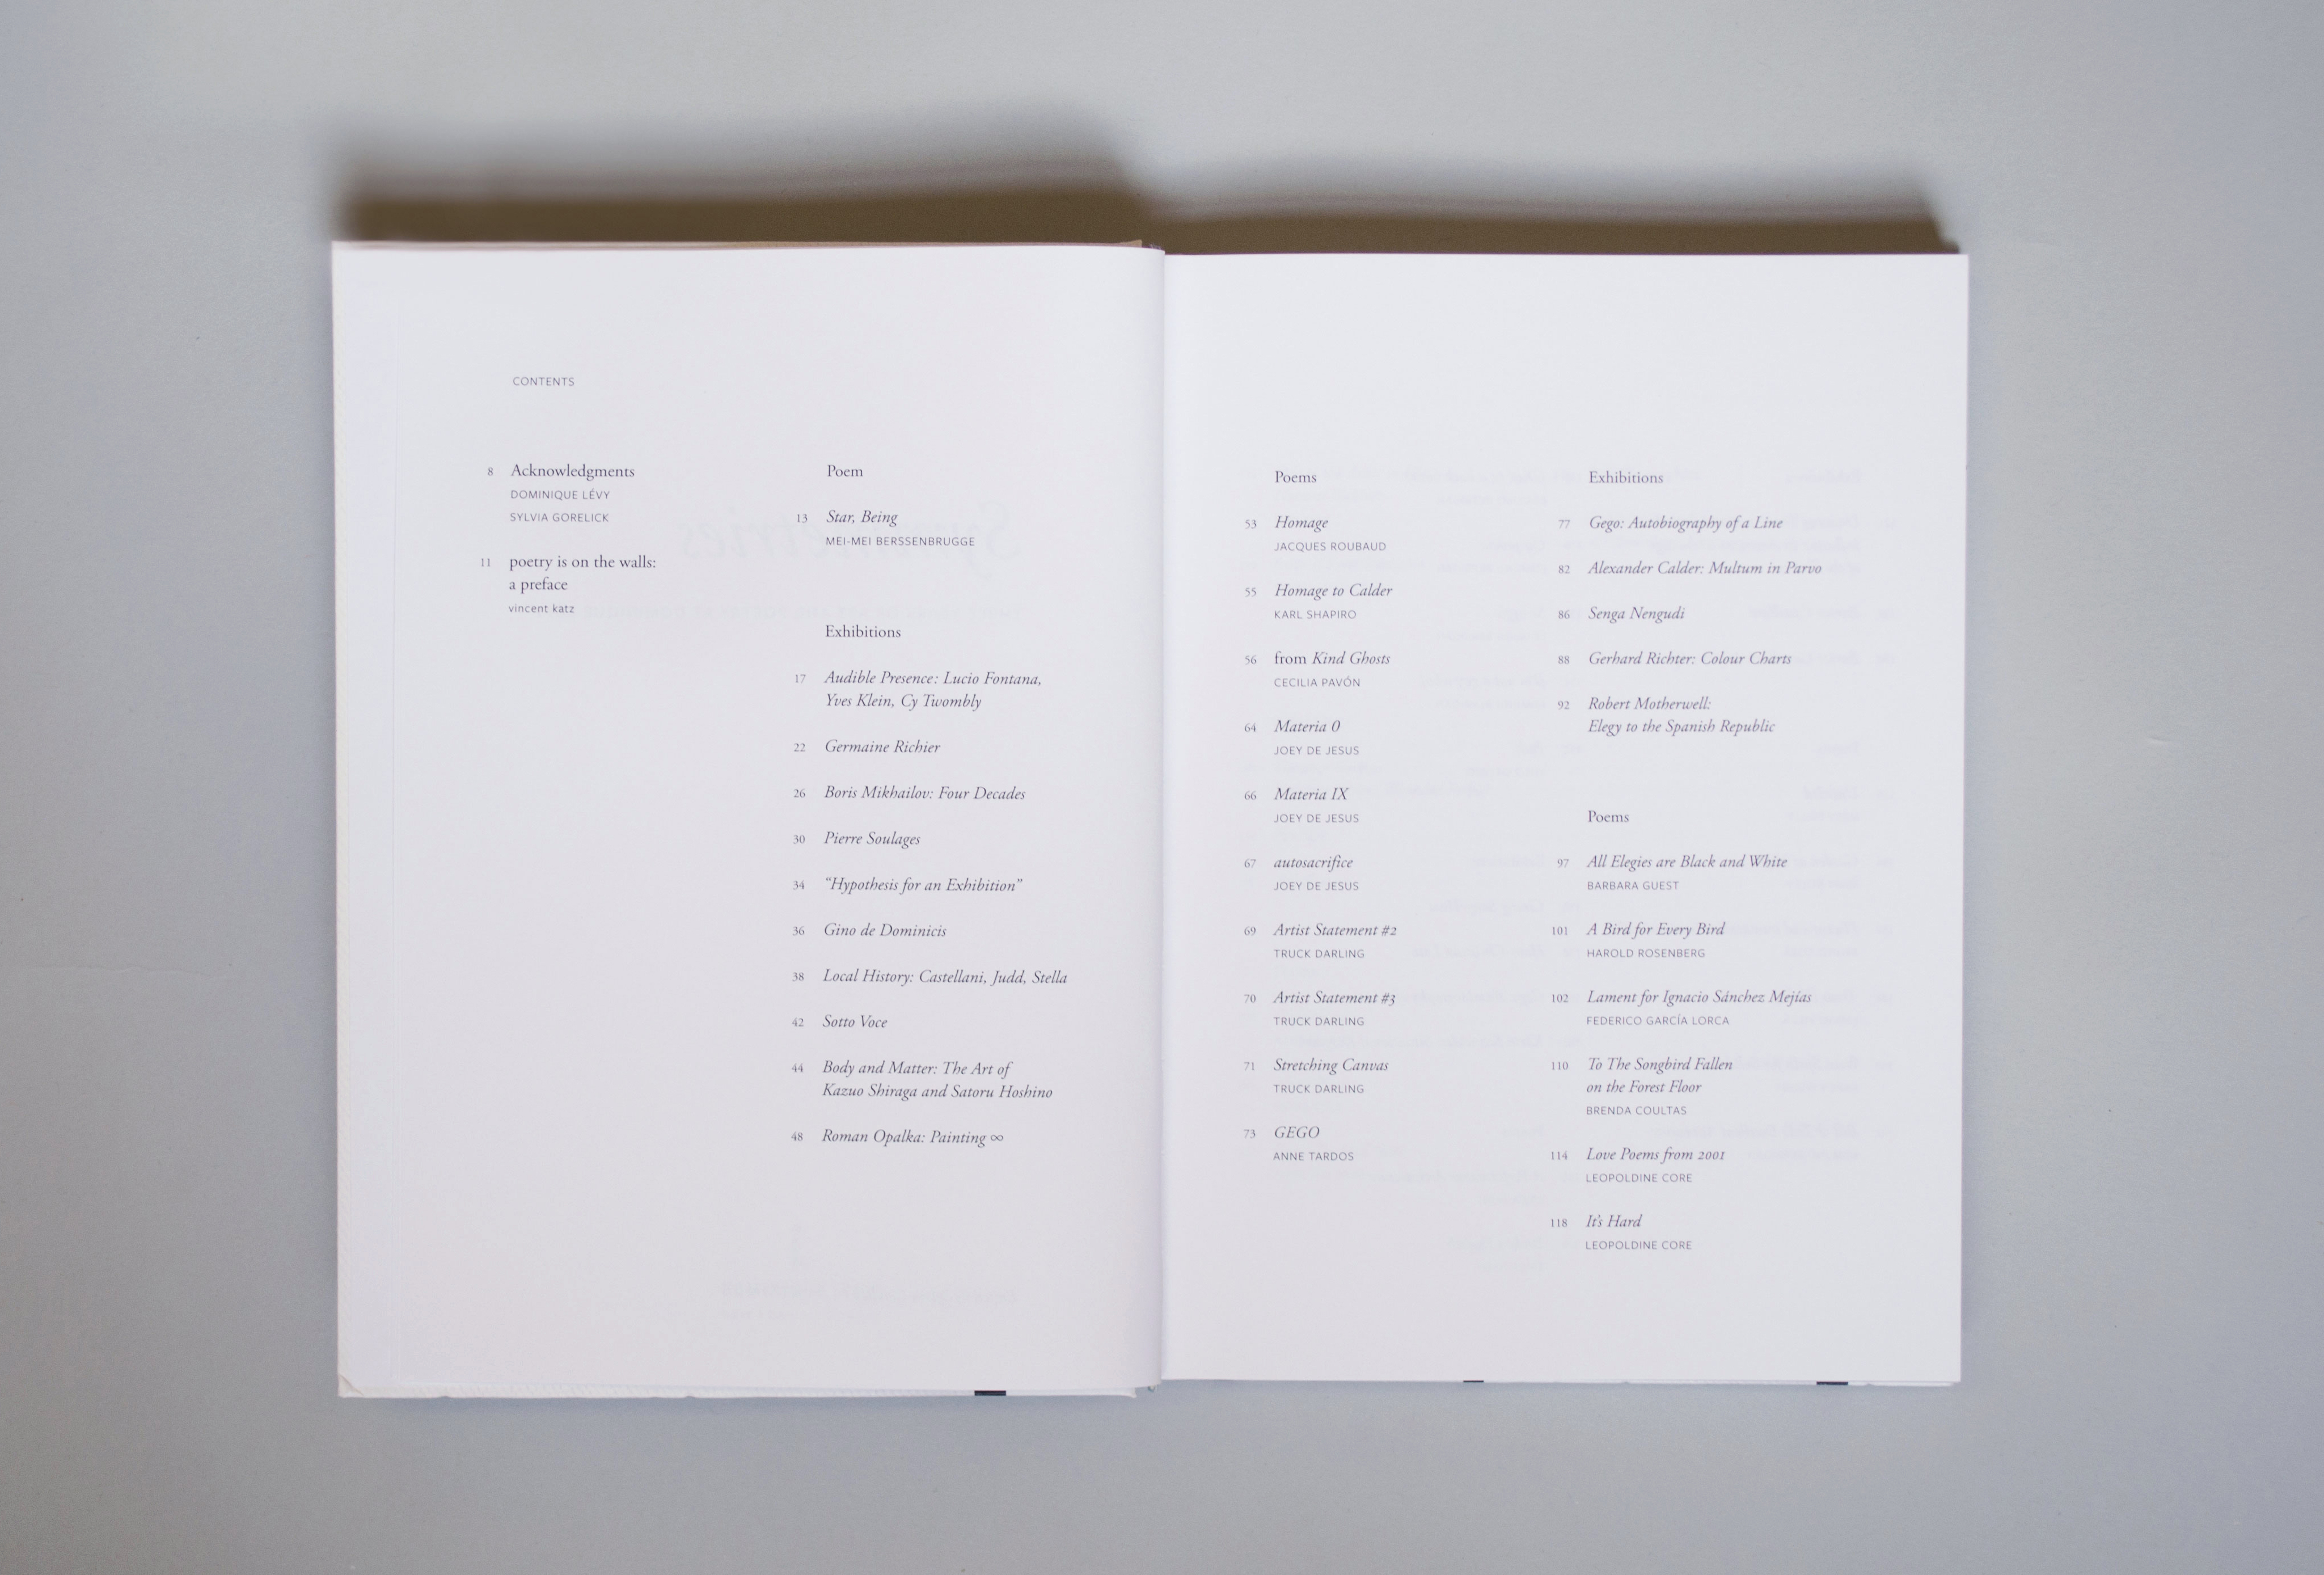 CONTENTS
8 Acknowledgments
DOMINIQUE LÉVY
SYLVIA GORELICK
11 poetry is on the walls:
a preface
vincent katz
Poem
13 Star, Being
MEI-MEI BERSSENBRUGGE
Exhibitions
17 Audible Presence: Lucio Fontana,
Yves Klein, Cy Twombly
22 Germaine Richier
26 Boris Mikhailov: Four Decades
30 Pierre Soulages
34 “Hypothesis for an Exhibition”
36 Gino de Dominicis
38 Local History: Castellani, Judd, Stella
42 Sotto Voce
44 Body and Matter: The Art of
Kazuo Shiraga and Satoru Hoshino
48 Roman Opalka: Painting ∞
Poems
53 Homage
JACQUES ROUBAUD
55 Homage to Calder
KARL SHAPIRO
56 from Kind Ghosts
CECILIA PAVÓN
64 Materia 0
JOEY DE JESUS
66 Materia IX
JOEY DE JESUS
67 autosacrifice
JOEY DE JESUS
69 Artist Statement #2
TRUCK DARLING
70 Artist Statement #3
TRUCK DARLING
71 Stretching Canvas
TRUCK DARLING
73 GEGO
ANNE TARDOS
Exhibitions
77 Gego: Autobiography of a Line
82 Alexander Calder: Multum in Parvo
86 Senga Nengudi
88 Gerhard Richter: Colour Charts
92 Robert Motherwell:
Elegy to the Spanish Republic
Poems
97 All Elegies are Black and White
BARBARA GUEST
101 A Bird for Every Bird
HAROLD ROSENBERG
102 Lament for Ignacio Sánchez Mejías
FEDERICO GARCÍA LORCA
110 To The Songbird Fallen
on the Forest Floor
BRENDA COULTAS
114 Love Poems from 2001
LEOPOLDINE CORE
118 It’s Hard
LEOPOLDINE CORE